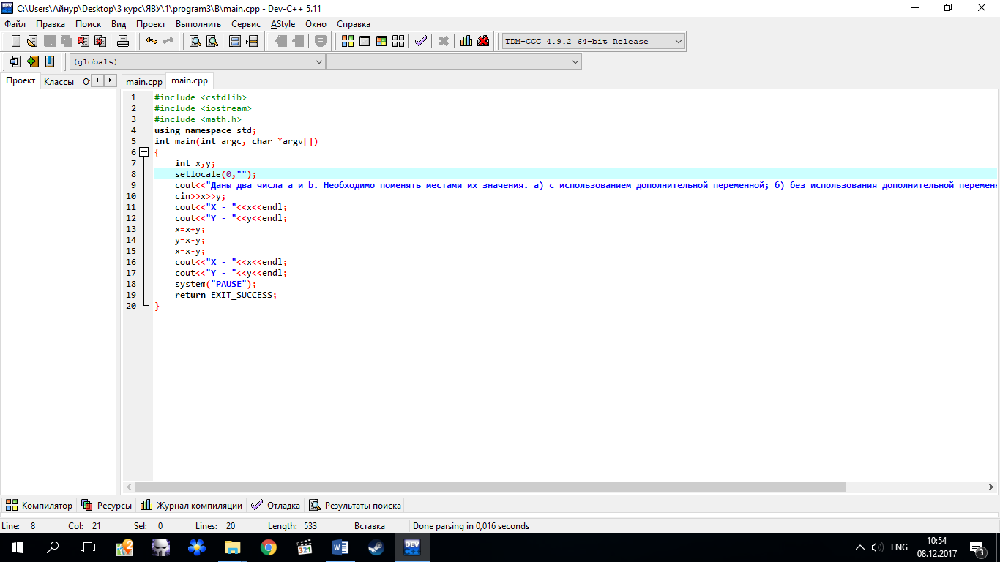 C:\Users\Айнур\Desktop\3 курс\ЯВУ\1\program3\B\main.cpp - Dev-C++ 5.11
Файл Правка Поиск Вид Проект Выполнить Сервис AStyle Окно Справка
TDM-GCC 4.9.2 64-bit Release
(globals)
Проект Классы О main.cpp main.cpp
1 #include <cstdlib>
2 #include <iostream>
3 #include <math.h>
4 using namespace std;
5 int main(int argc, char *argv[])
6 {
7 int x,y;
8 setlocale(0,"");
9 cout<<"Даны два числа a и b. Необходимо поменять местами их значения. а) с использованием дополнительной переменной; б) без использования дополнительной перемен
10 cin>>x>>y;
11 cout<<"X - "<<x<<endl;
12 cout<<"Y - "<<y<<endl;
13 x=x+y;
14 y=x-y;
15 x=x-y;
16 cout<<"X - "<<x<<endl;
17 cout<<"Y - "<<y<<endl;
18 system("PAUSE");
19 return EXIT_SUCCESS;
20 }
Компилятор Ресурсы Журнал компиляции Отладка Результаты поиска
Line: 8 Col: 21 Sel: 0 Lines: 20 Length: 533 Вставка Done parsing in 0,016 seconds
321 W DEV C++ ENG 10:54
08.12.2017 3